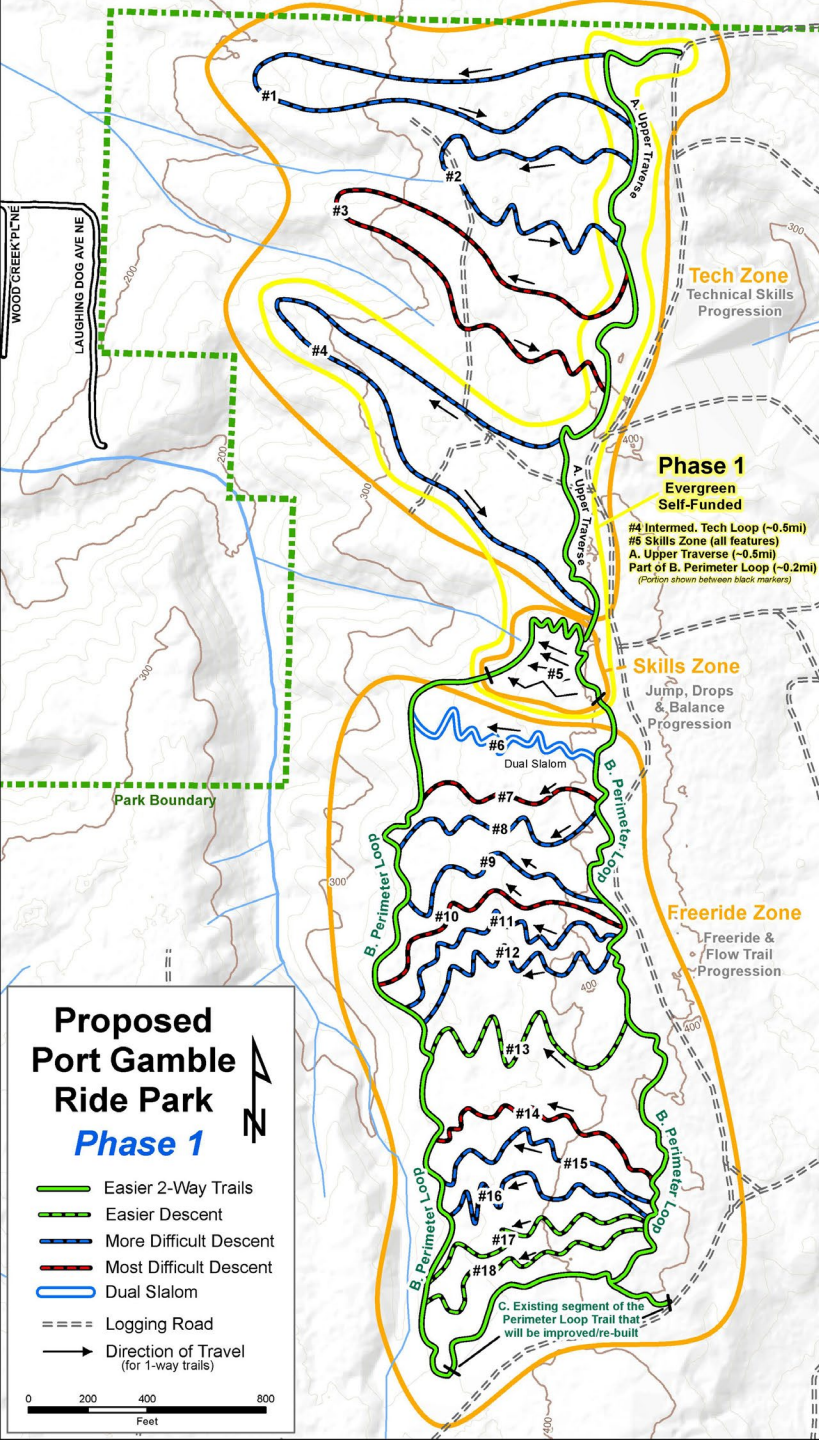 #1
A. Upper Traverse
#2
#3
WOOD CREEK PL NE
LAUGHING DOG AVE NE
200
300
Tech Zone
Technical Skills
Progression
#4
400
200
300
A. Upper Traverse
Phase 1
Evergreen
Self-Funded
#4 Intermed. Tech Loop (~0.5mi)
#5 Skills Zone (all features)
A. Upper Traverse (~0.5mi)
Part of B. Perimeter Loop (~0.2mi)
(Portion shown between black markers)
#5
Skills Zone
Jump, Drops
& Balance
Progression
300
#6
Dual Slalom
Park Boundary
#7
B. Perimeter Loop
#8
B. Perimeter Loop
#9
300
#10
#11
Freeride Zone
Freeride &
Flow Trail
Progression
#12
400
400
#13
Proposed
Port Gamble
Ride Park
Phase 1
N
#14
B. Perimeter Loop
#15
B. Perimeter Loop
#16
#17
#18
Easier 2-Way Trails
Easier Descent
More Difficult Descent
Most Difficult Descent
Dual Slalom
Logging Road
Direction of Travel
(for 1-way trails)
0 200 400 800
Feet
C. Existing segment of the
Perimeter Loop Trail that
will be improved/re-built
400